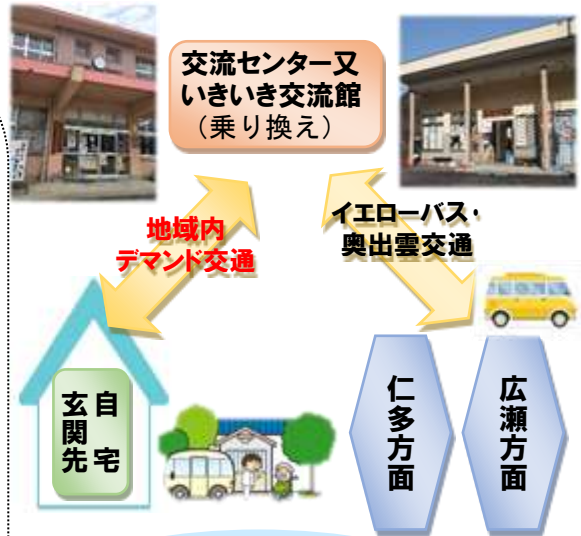 交流センター又
いきいき交流館
（乗り換え）
地域内
デマンド交通
イエローバス・
奥出雲交通
自宅
玄関先
仁多方面
広瀬方面